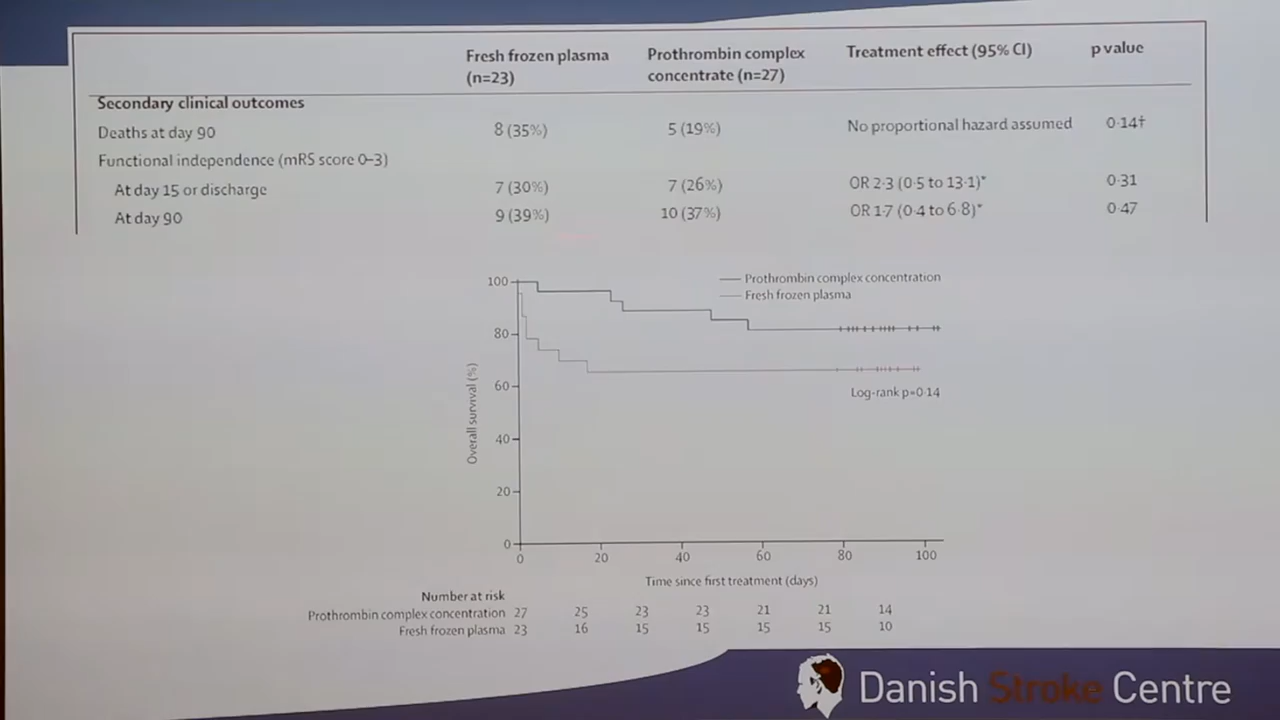 Fresh frozen plasma (n=23) Prothrombin complex concentrate (n=27) Treatment effect (95% CI) p value
Secondary clinical outcomes
Deaths at day 90 8 (35%) 5 (19%) No proportional hazard assumed 0·14†
Functional independence (mRS score 0–3)
At day 15 or discharge 7 (30%) 7 (26%) OR 2·3 (0·5 to 13·1)* 0·31
At day 90 9 (39%) 10 (37%) OR 1·7 (0·4 to 6·8)* 0·47
Prothrombin complex concentration
Fresh frozen plasma
100
80
60
40
20
0
Overall survival (%)
Log-rank p=0·14
0 20 40 60 80 100
Time since first treatment (days)
Number at risk
Prothrombin complex concentration 27 25 23 23 21 21 14
Fresh frozen plasma 23 16 15 15 15 15 10
Danish Stroke Centre